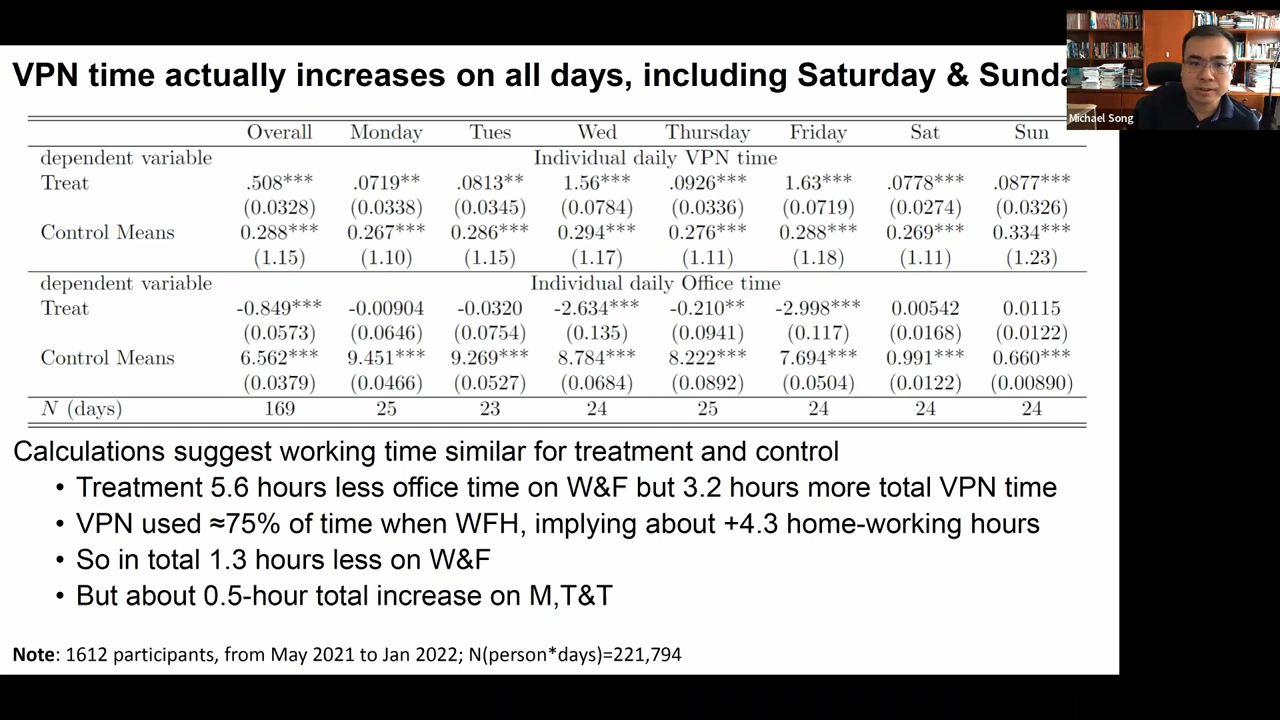 VPN time actually increases on all days, including Saturday & Sunda
Michael Song
Overall Monday Tues Wed Thursday Friday Sat Sun
dependent variable Individual daily VPN time
Treat .508*** .0719** .0813** 1.56*** .0926*** 1.63*** .0778*** .0877***
(0.0328) (0.0338) (0.0345) (0.0784) (0.0336) (0.0719) (0.0274) (0.0326)
Control Means 0.288*** 0.267*** 0.286*** 0.294*** 0.276*** 0.288*** 0.269*** 0.334***
(1.15) (1.10) (1.15) (1.17) (1.11) (1.18) (1.11) (1.23)
dependent variable Individual daily Office time
Treat -0.849*** -0.00904 -0.0320 -2.634*** -0.210** -2.998*** 0.00542 0.0115
(0.0573) (0.0646) (0.0754) (0.135) (0.0941) (0.117) (0.0168) (0.0122)
Control Means 6.562*** 9.451*** 9.269*** 8.784*** 8.222*** 7.694*** 0.991*** 0.660***
(0.0379) (0.0466) (0.0527) (0.0684) (0.0892) (0.0504) (0.0122) (0.00890)
N (days) 169 25 23 24 25 24 24 24
Calculations suggest working time similar for treatment and control
• Treatment 5.6 hours less office time on W&F but 3.2 hours more total VPN time
• VPN used ≈75% of time when WFH, implying about +4.3 home-working hours
• So in total 1.3 hours less on W&F
• But about 0.5-hour total increase on M,T&T
Note: 1612 participants, from May 2021 to Jan 2022; N(person*days)=221,794